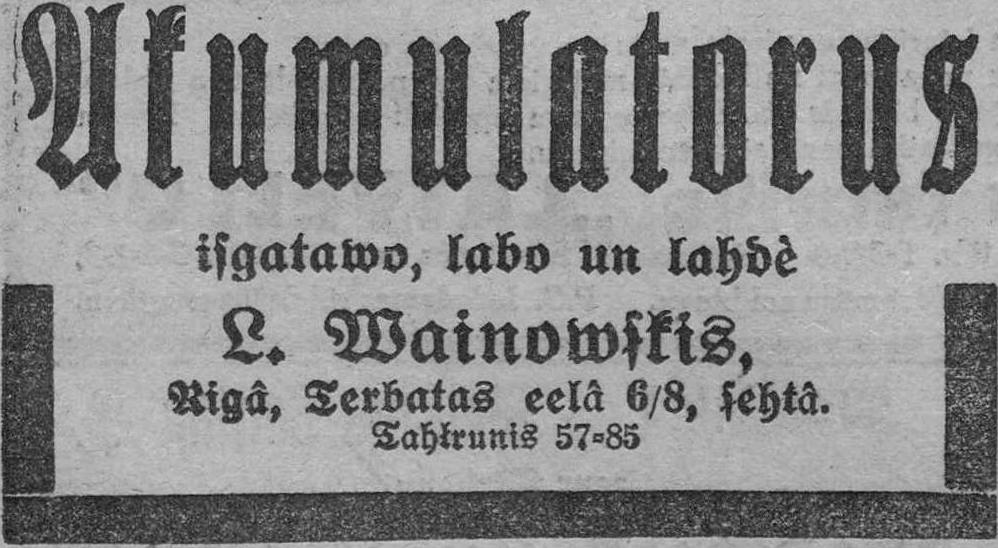 Akumulatorus
iſgatawo, labo un lahdè
L. Wainowſkis,
Rigâ, Terbatas eelâ 6/8, ſehtâ.
Tahlrunis 57=85